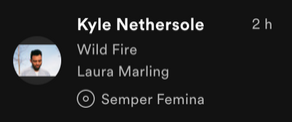 Kyle Nethersole 2 h
Wild Fire
Laura Marling
Semper Femina